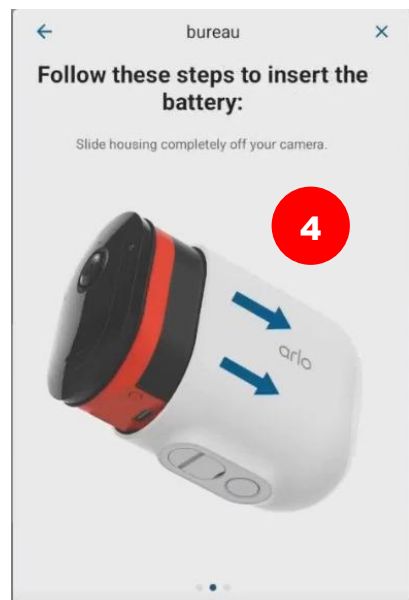 bureau
Follow these steps to insert the
battery:
Slide housing completely off your camera.
4
arlo